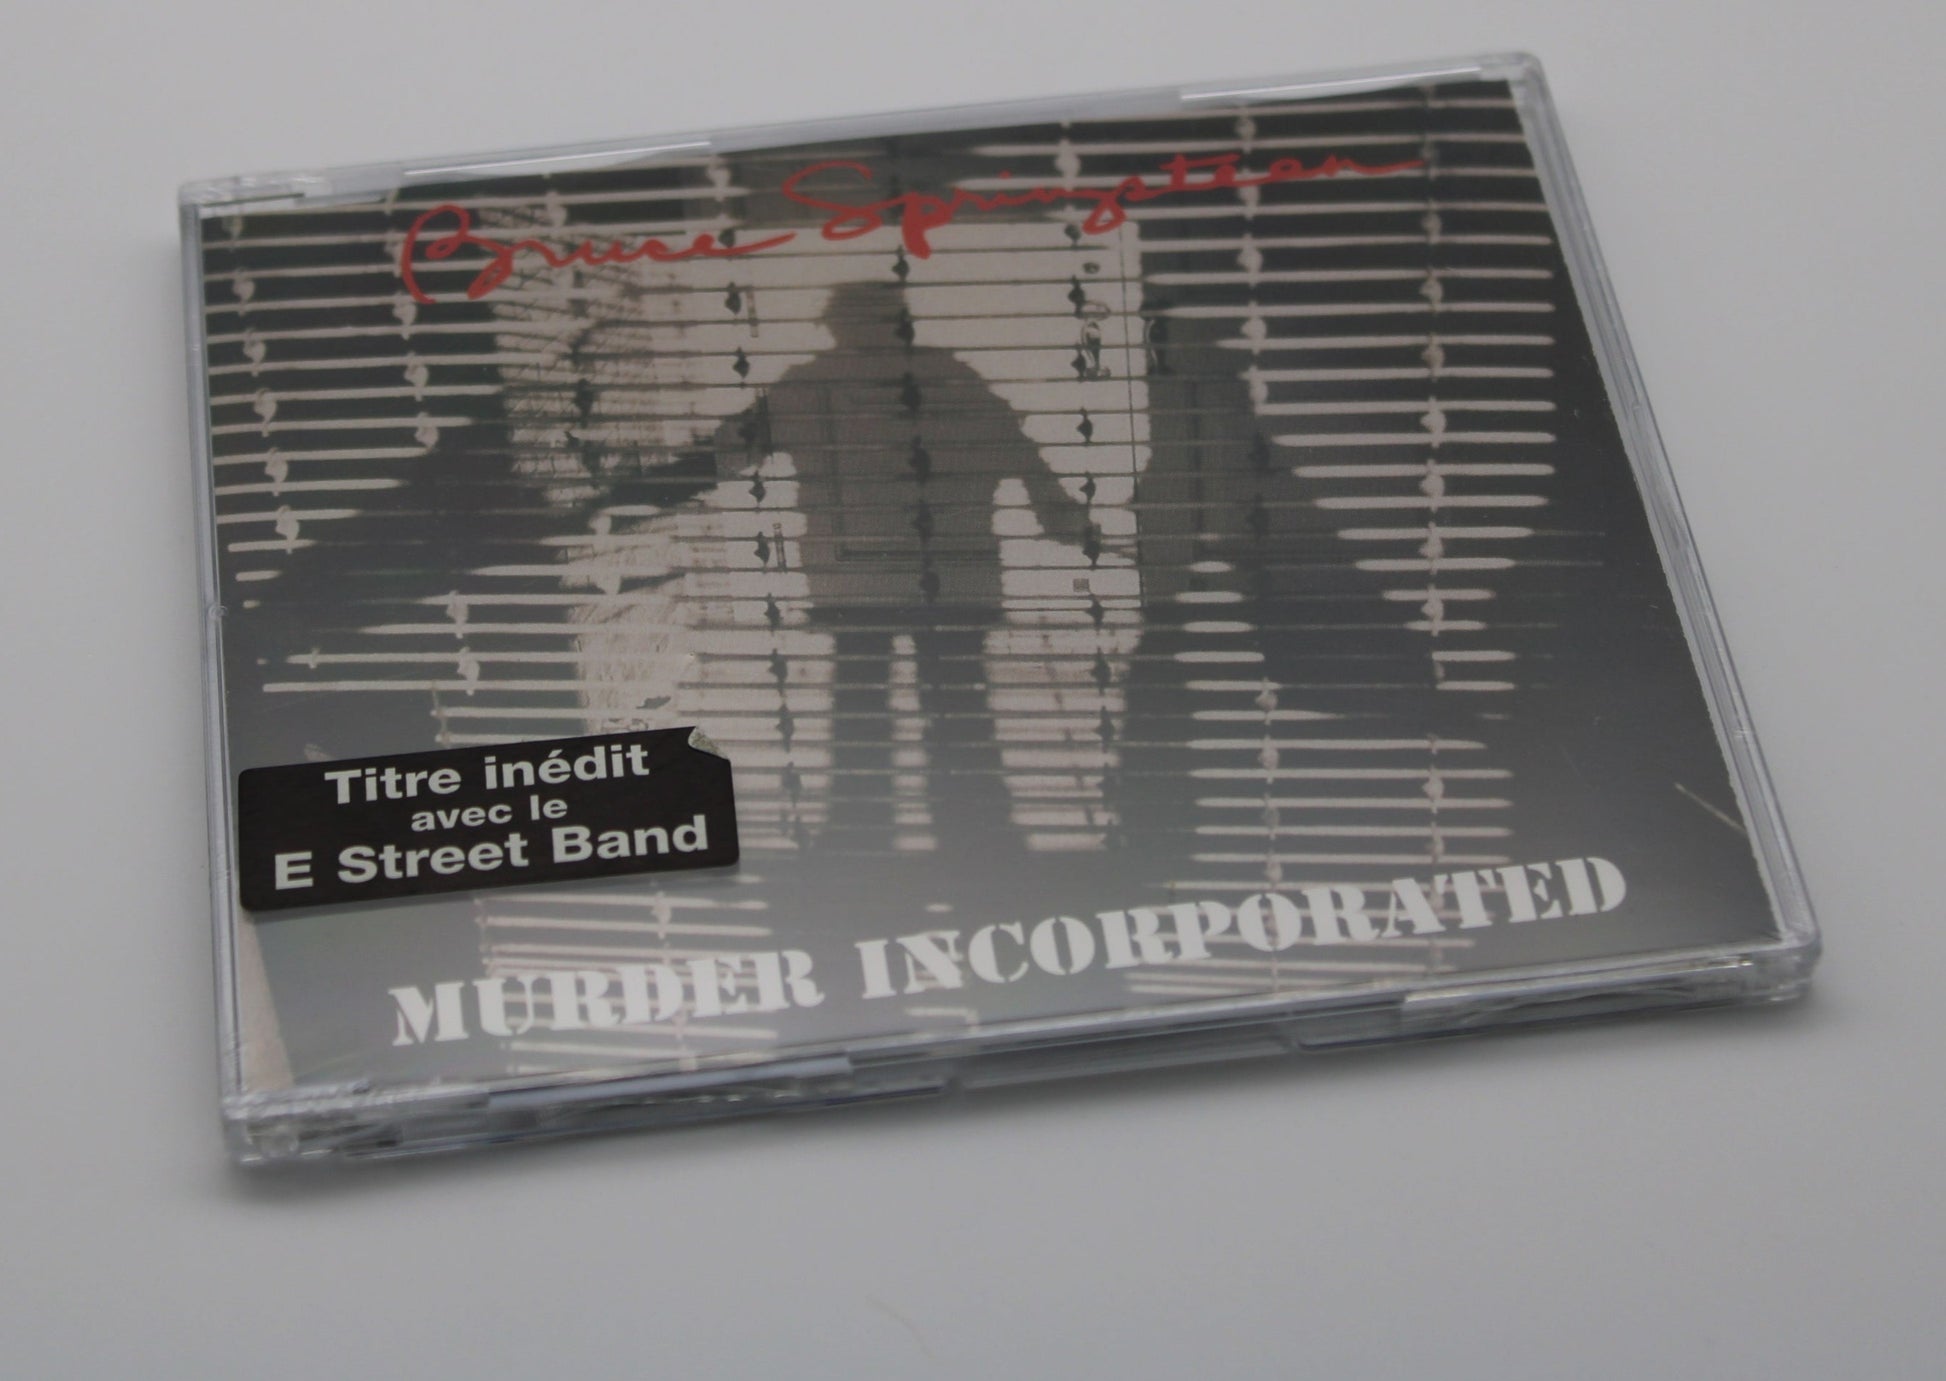 Bruce Springsteen
Titre inédit
avec le
E Street Band
MURDER INCORPORATED